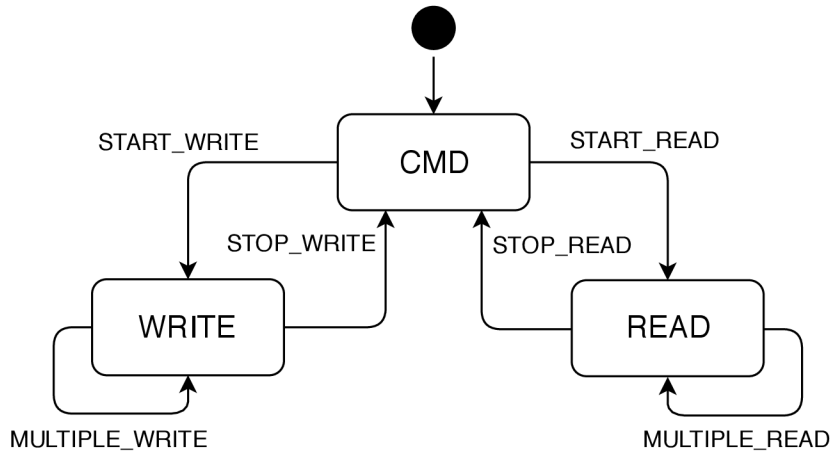 START_WRITE
CMD
START_READ
STOP_WRITE
STOP_READ
WRITE
READ
MULTIPLE_WRITE
MULTIPLE_READ